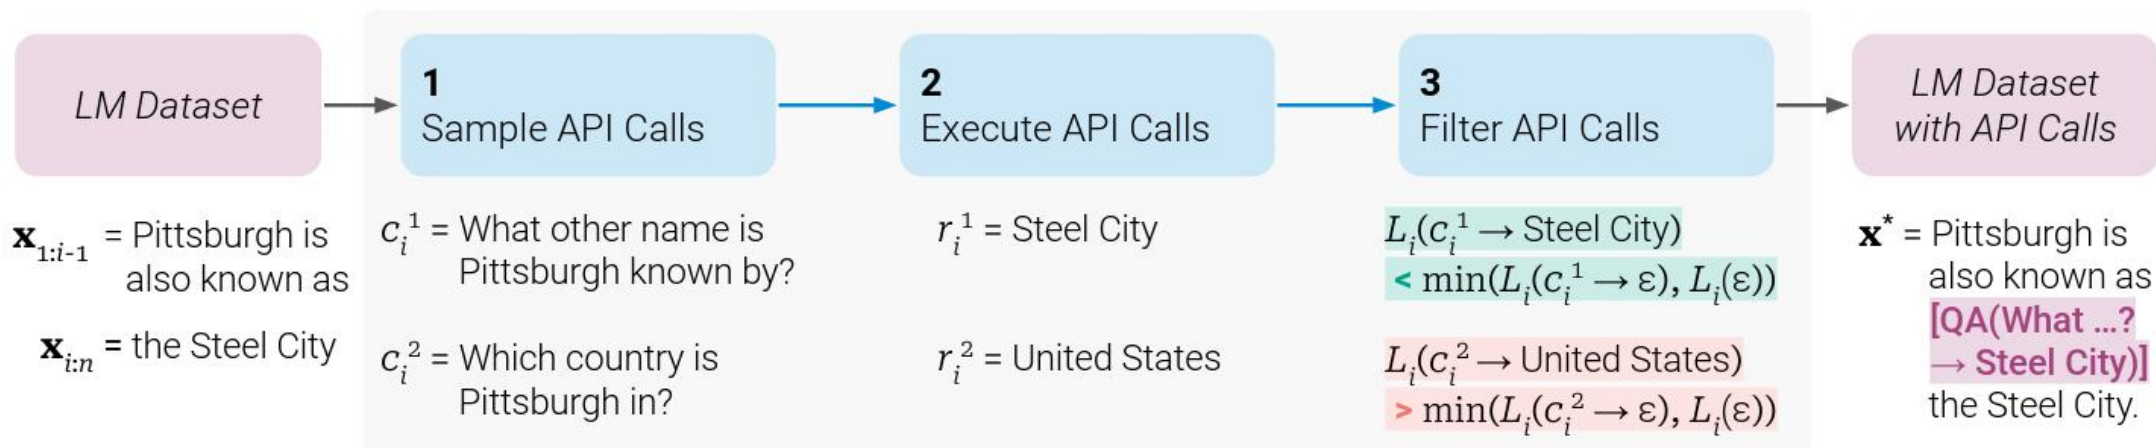 LM Dataset
1
Sample API Calls
2
Execute API Calls
3
Filter API Calls
LM Dataset
with API Calls
x1:i-1 = Pittsburgh is
also known as
xi:n = the Steel City
ci1 = What other name is
Pittsburgh known by?
ci2 = Which country is
Pittsburgh in?
ri1 = Steel City
ri2 = United States
Li(ci1 → Steel City)
< min(Li(ci1 → ε), Li(ε))
Li(ci2 → United States)
> min(Li(ci2 → ε), Li(ε))
x* = Pittsburgh is
also known as
[QA(What ...?
→ Steel City)]
the Steel City.